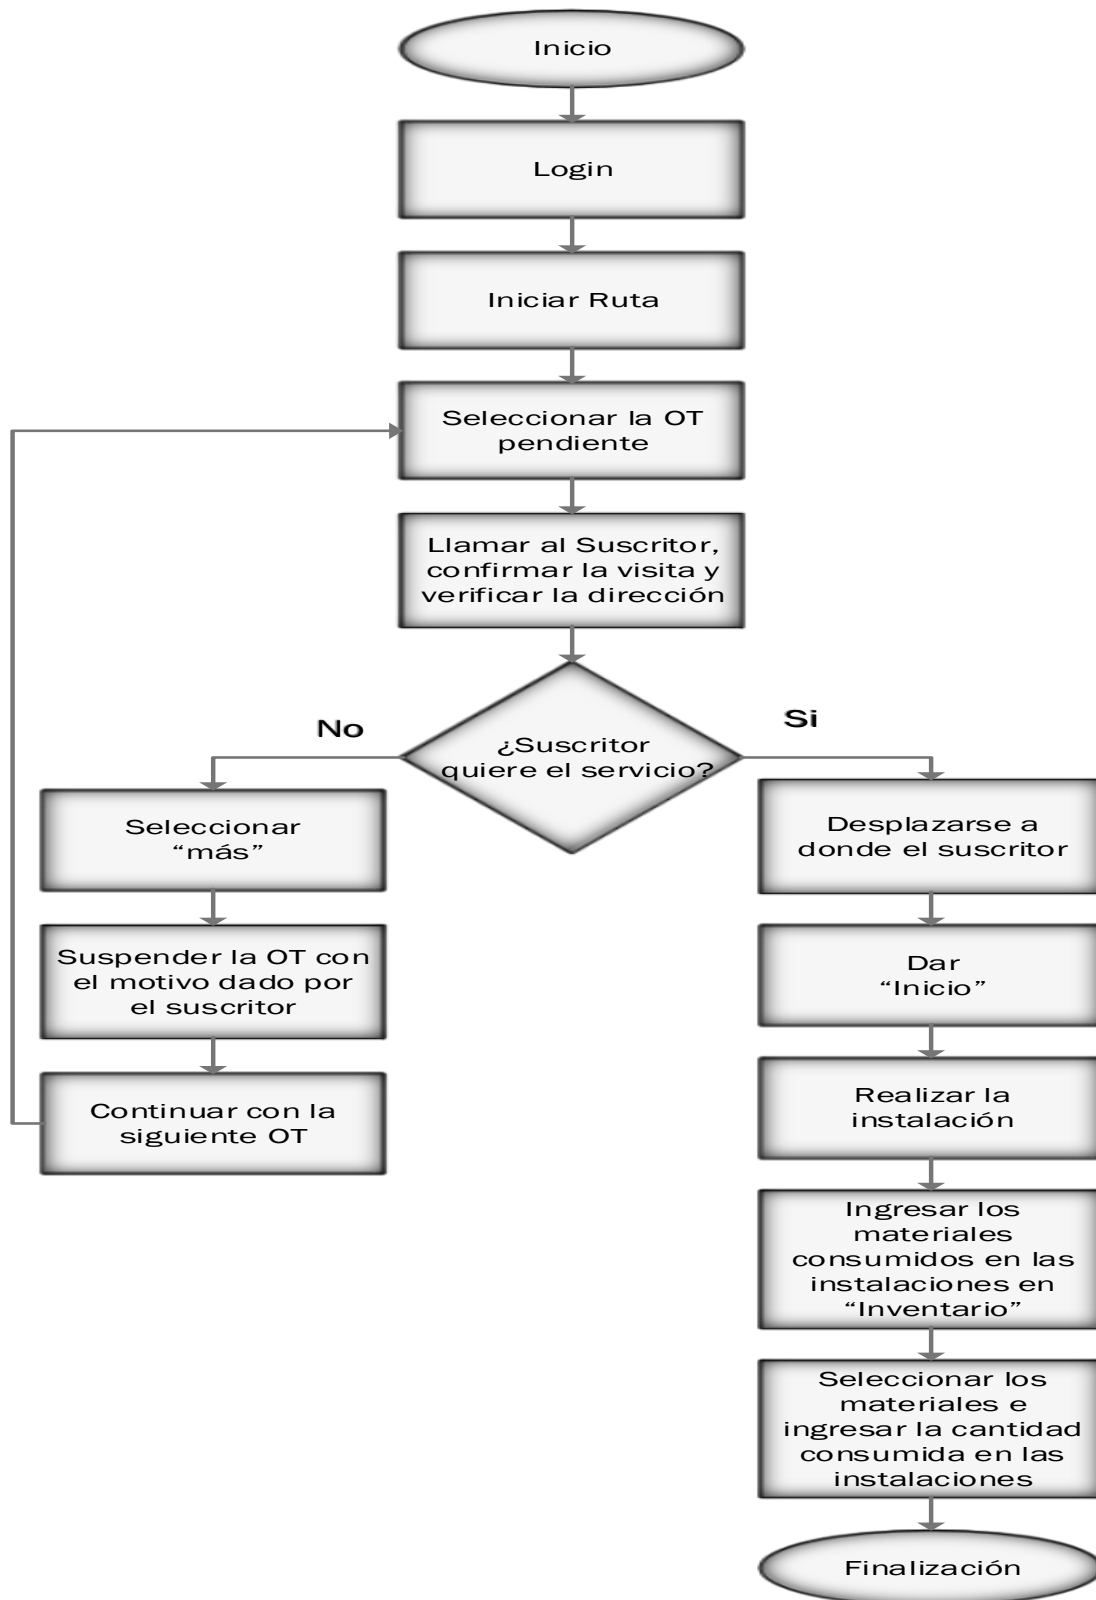 Inicio
Login
Iniciar Ruta
Seleccionar la OT
pendiente
Llamar al Suscritor,
confirmar la visita y
verificar la dirección
¿Suscritor
quiere el servicio?
No
Seleccionar
“más”
Suspender la OT con
el motivo dado por
el suscritor
Continuar con la
siguiente OT
Si
Desplazarse a
donde el suscritor
Dar
“Inicio”
Realizar la
instalación
Ingresar los
materiales
consumidos en las
instalaciones en
“Inventario”
Seleccionar los
materiales e
ingresar la cantidad
consumida en las
instalaciones
Finalización